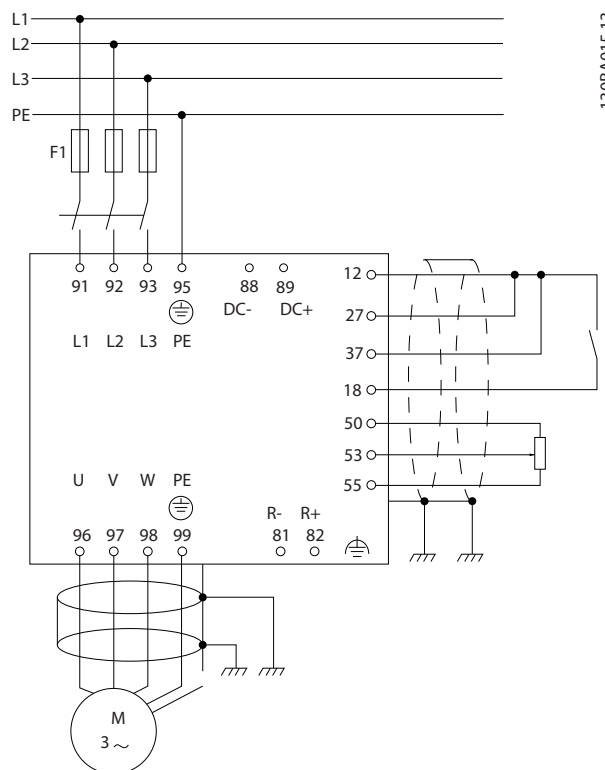 L1
L2
L3
PE
F1
91 92 93 95 88 89
DC- DC+
L1 L2 L3 PE
12
27
37
18
50
53
55
U V W PE
R- R+
96 97 98 99 81 82
M
3 ~